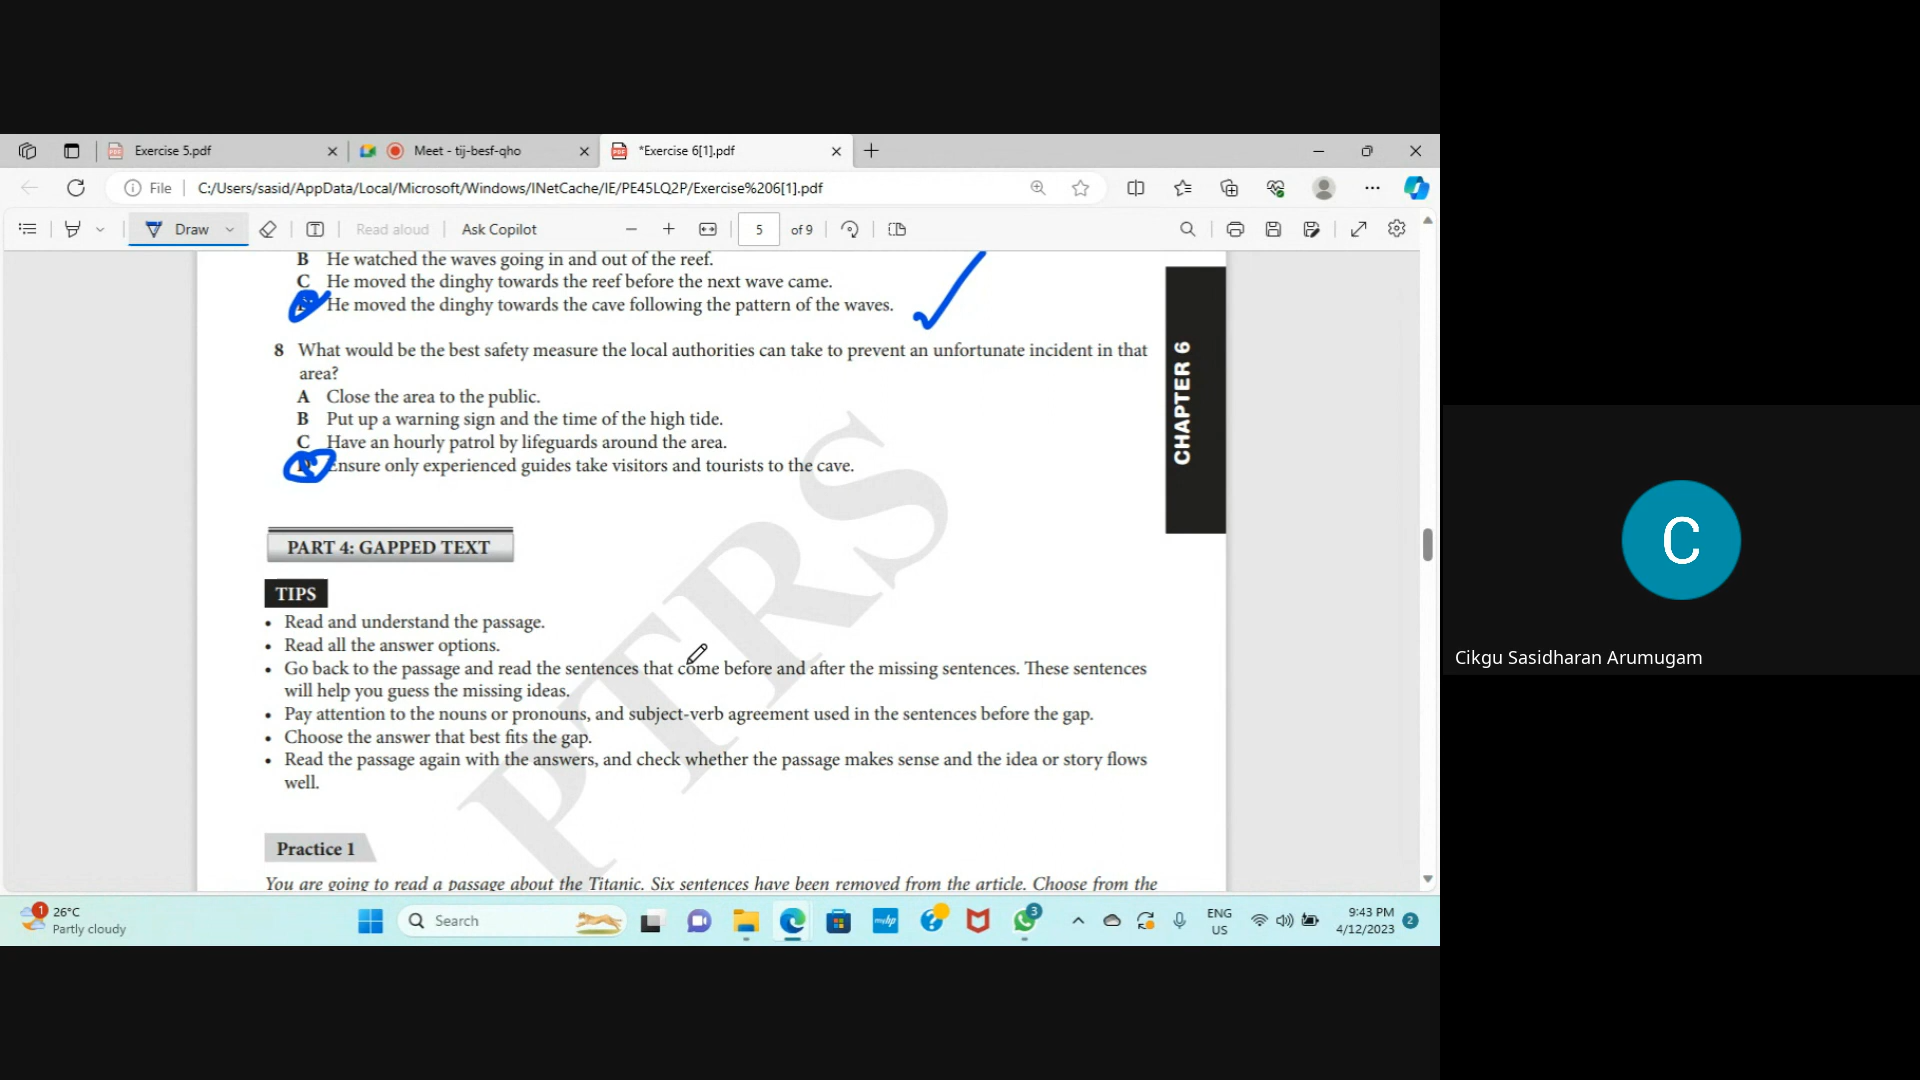 Exercise 5.pdf
Meet - tij-besf-qho
*Exercise 6[1].pdf
File
C:/Users/sasid/AppData/Local/Microsoft/Windows/INetCache/IE/PE45LQ2P/Exercise%206[1].pdf
Draw
Read aloud
Ask Copilot
5 of 9
B He watched the waves going in and out of the reef.
C He moved the dinghy towards the reef before the next wave came.
He moved the dinghy towards the cave following the pattern of the waves.
8 What would be the best safety measure the local authorities can take to prevent an unfortunate incident in that
area?
A Close the area to the public.
B Put up a warning sign and the time of the high tide.
C Have an hourly patrol by lifeguards around the area.
D Ensure only experienced guides take visitors and tourists to the cave.
CHAPTER 6
PART 4: GAPPED TEXT
TIPS
• Read and understand the passage.
• Read all the answer options.
• Go back to the passage and read the sentences that come before and after the missing sentences. These sentences
will help you guess the missing ideas.
• Pay attention to the nouns or pronouns, and subject-verb agreement used in the sentences before the gap.
• Choose the answer that best fits the gap.
• Read the passage again with the answers, and check whether the passage makes sense and the idea or story flows
well.
PTRS
Practice 1
You are going to read a passage about the Titanic. Six sentences have been removed from the article. Choose from the
1
26°C
Partly cloudy
Search
myhp
3
ENG
US
9:43 PM
4/12/2023
2
C
Cikgu Sasidharan Arumugam